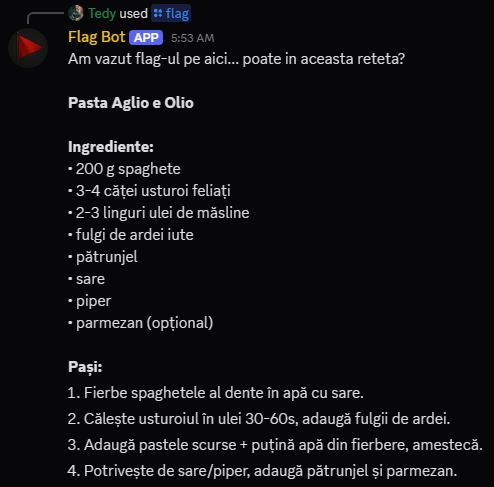 Tedy used flag
Flag Bot APP 5:53 AM
Am vazut flag-ul pe aici... poate in aceasta reteta?
Pasta Aglio e Olio
Ingrediente:
• 200 g spaghete
• 3-4 căței usturoi feliați
• 2-3 linguri ulei de măsline
• fulgi de ardei iute
• pătrunjel
• sare
• piper
• parmezan (opțional)
Pași:
1. Fierbe spaghetele al dente în apă cu sare.
2. Călește usturoiul în ulei 30-60s, adaugă fulgii de ardei.
3. Adaugă pastele scurse + puțină apă din fierbere, amestecă.
4. Potrivește de sare/piper, adaugă pătrunjel și parmezan.